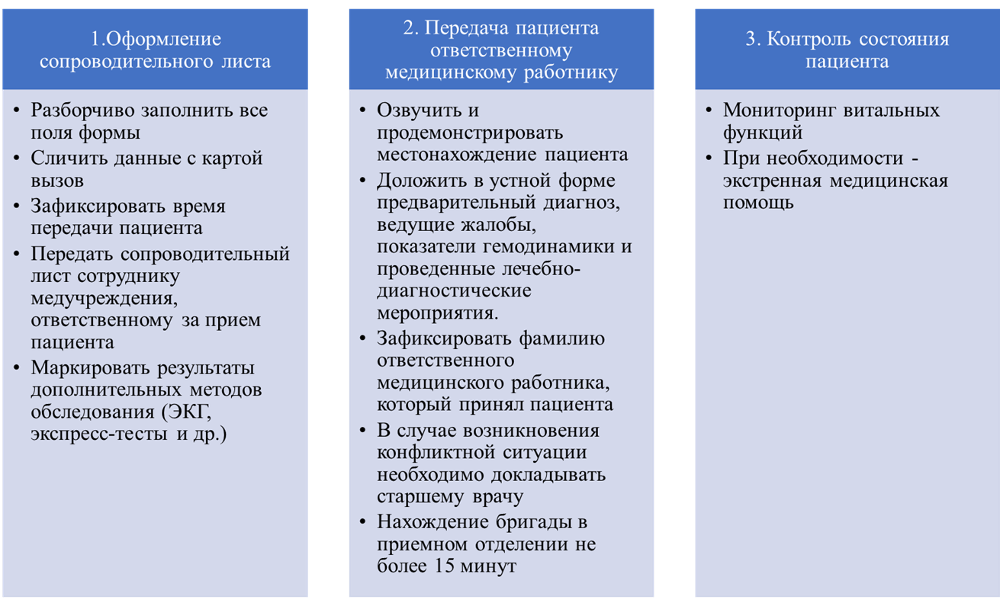 1.Оформление
сопроводительного листа
• Разборчиво заполнить все
поля формы
• Сличить данные с картой
вызов
• Зафиксировать время
передачи пациента
• Передать сопроводительный
лист сотруднику
медучреждения,
ответственному за прием
пациента
• Маркировать результаты
дополнительных методов
обследования (ЭКГ,
экспресс-тесты и др.)
2. Передача пациента
ответственному
медицинскому работнику
• Озвучить и
продемонстрировать
местонахождение пациента
• Доложить в устной форме
предварительный диагноз,
ведущие жалобы,
показатели гемодинамики и
проведенные лечебно-
диагностические
мероприятия.
• Зафиксировать фамилию
ответственного
медицинского работника,
который принял пациента
• В случае возникновения
конфликтной ситуации
необходимо докладывать
старшему врачу
• Нахождение бригады в
приемном отделении не
более 15 минут
3. Контроль состояния
пациента
• Мониторинг витальных
функций
• При необходимости -
экстренная медицинская
помощь